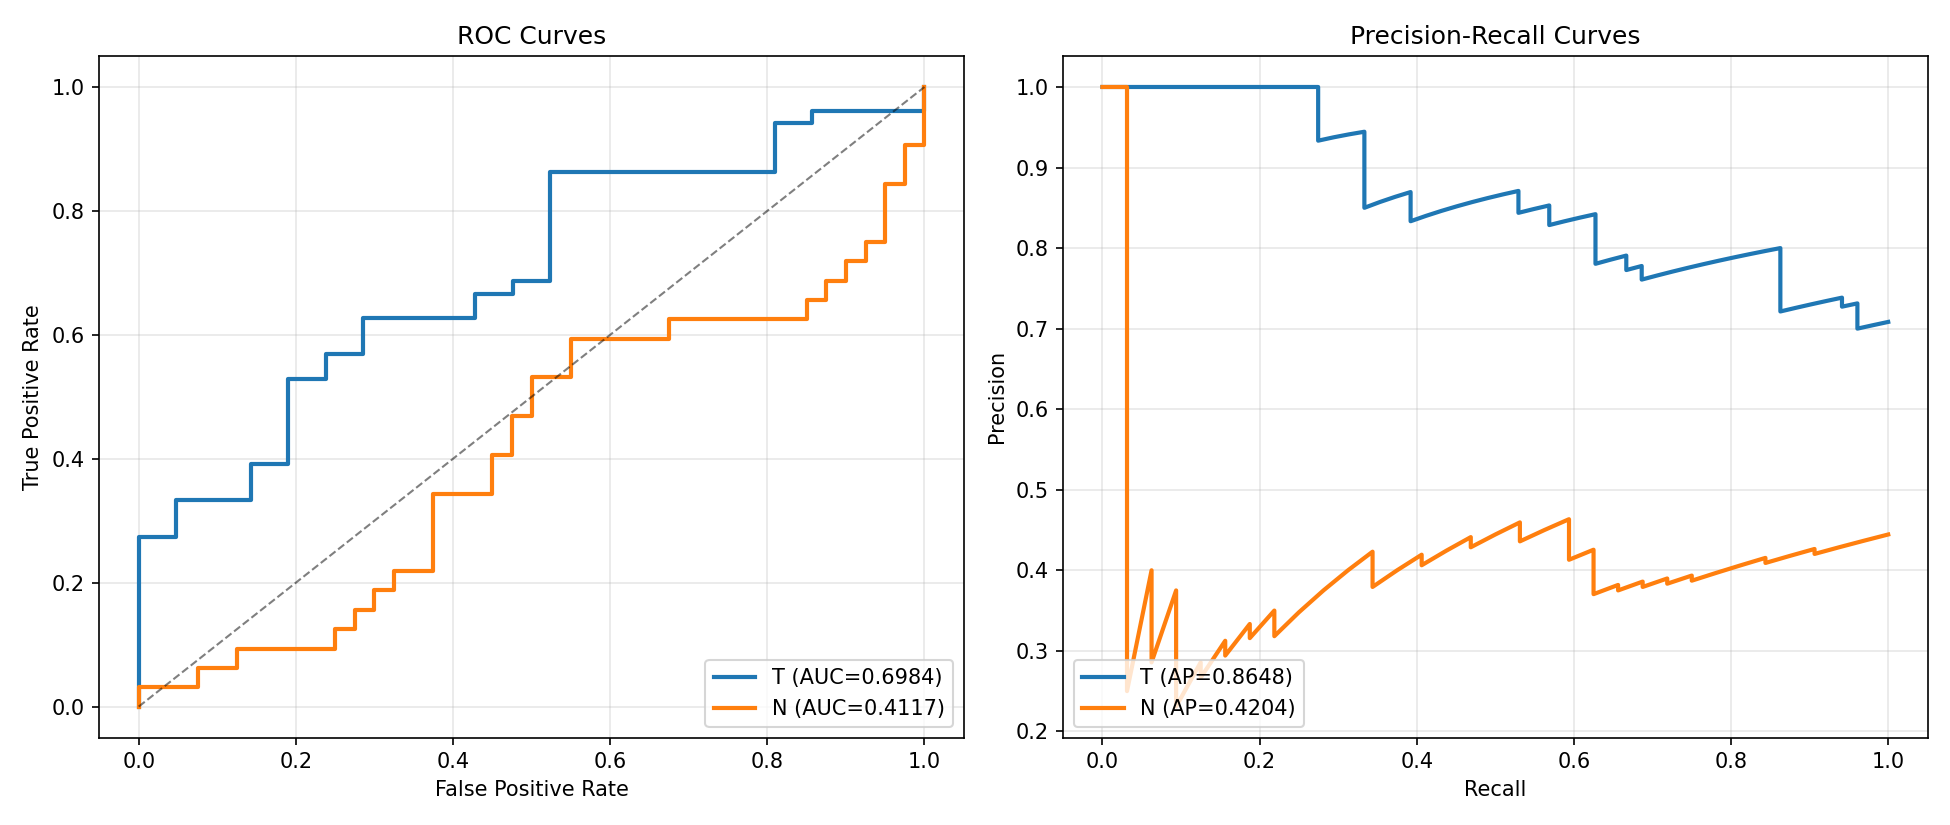 ROC Curves
1.0
0.8
0.6
0.4
0.2
0.0
True Positive Rate
0.0 0.2 0.4 0.6 0.8 1.0
False Positive Rate
T (AUC=0.6984)
N (AUC=0.4117)
Precision-Recall Curves
1.0
0.9
0.8
0.7
0.6
0.5
0.4
0.3
0.2
Precision
0.0 0.2 0.4 0.6 0.8 1.0
Recall
T (AP=0.8648)
N (AP=0.4204)